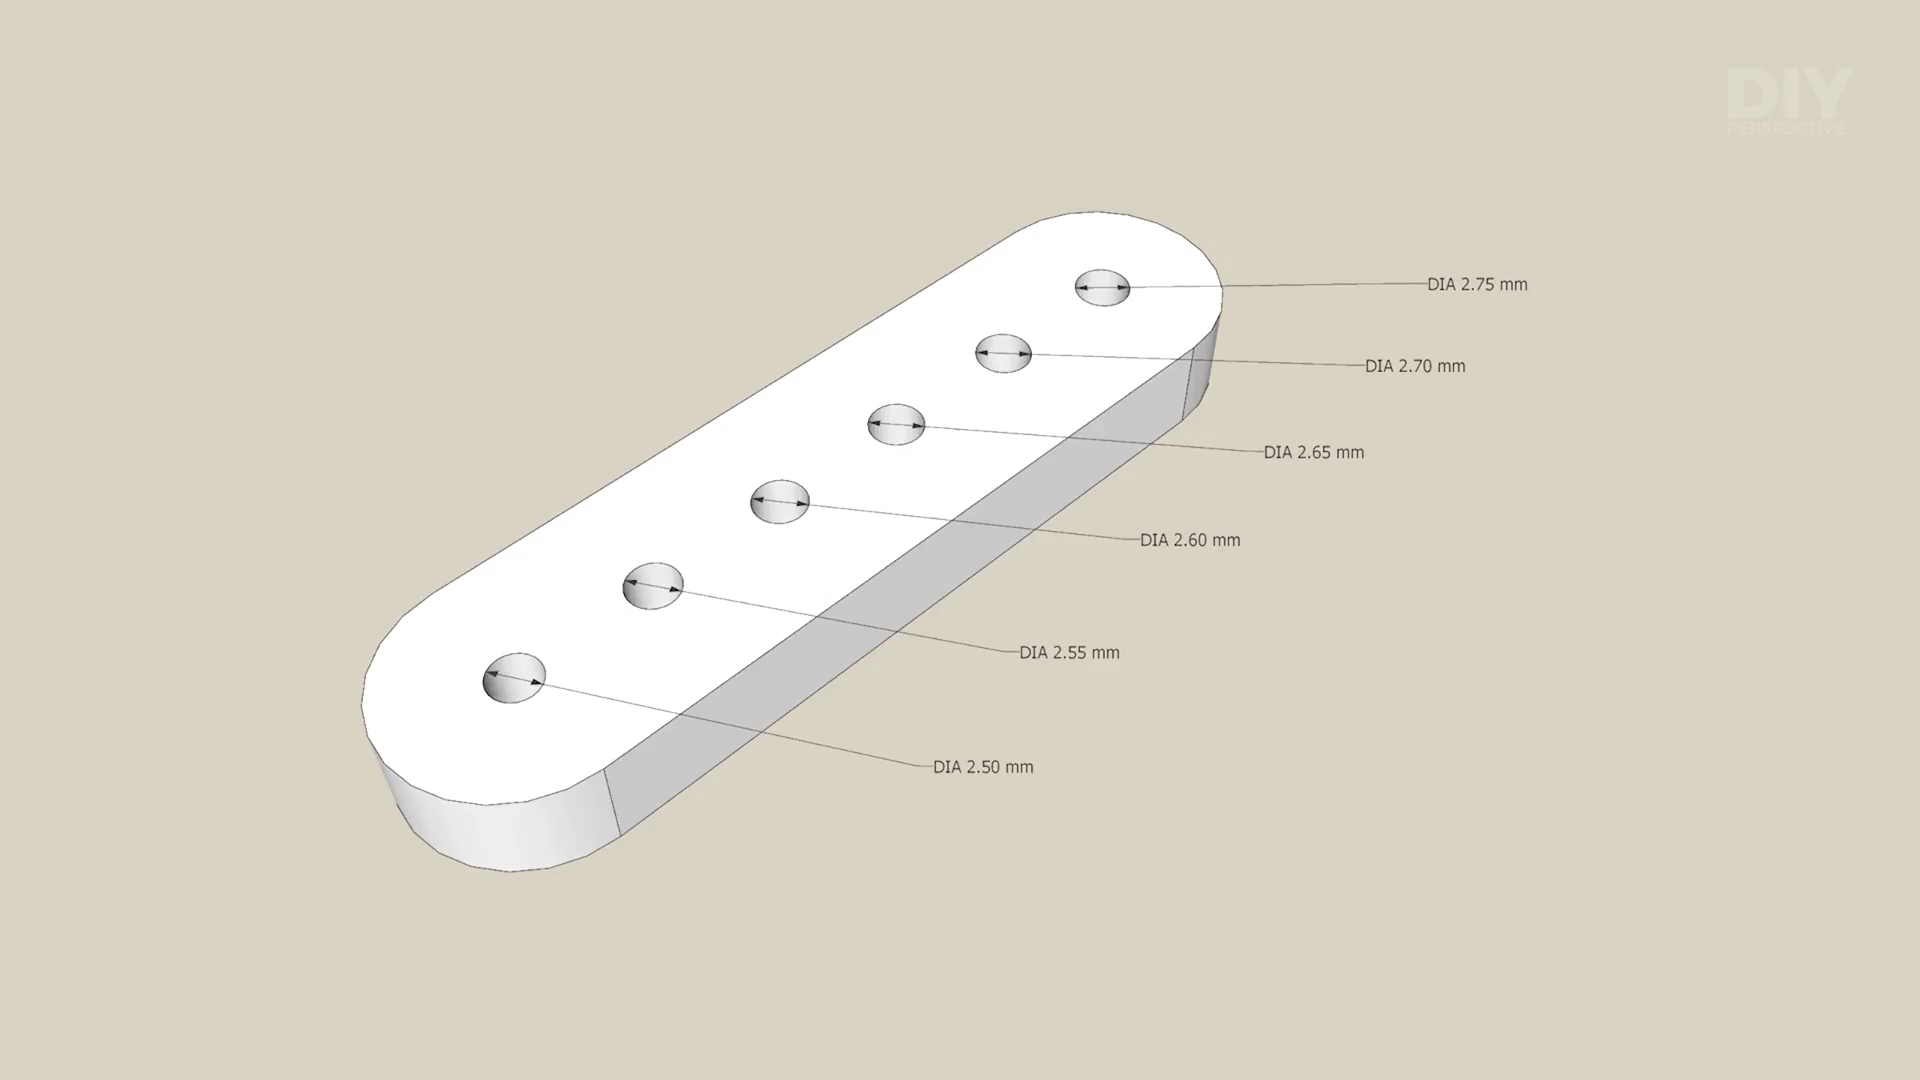 DIY
PERSPECTIVE
DIA 2.75 mm
DIA 2.70 mm
DIA 2.65 mm
DIA 2.60 mm
DIA 2.55 mm
DIA 2.50 mm